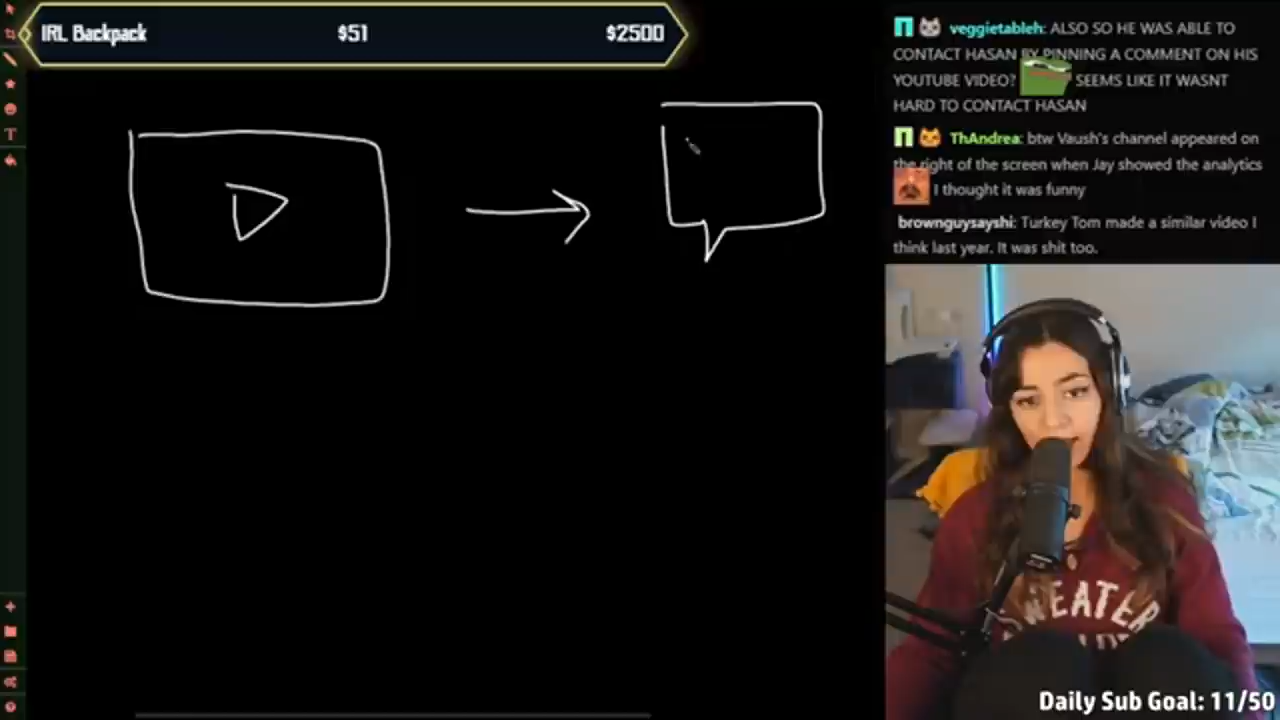 IRL Backpack $51 $2500
veggietableh: ALSO SO HE WAS ABLE TO
CONTACT HASAN BY PINNING A COMMENT ON HIS
YOUTUBE VIDEO? SEEMS LIKE IT WASNT
HARD TO CONTACT HASAN
ThAndrea: btw Vaush's channel appeared on
the right of the screen when Jay showed the analytics
I thought it was funny
brownguysayshi: Turkey Tom made a similar video I
think last year. It was shit too.
T
Daily Sub Goal: 11/50